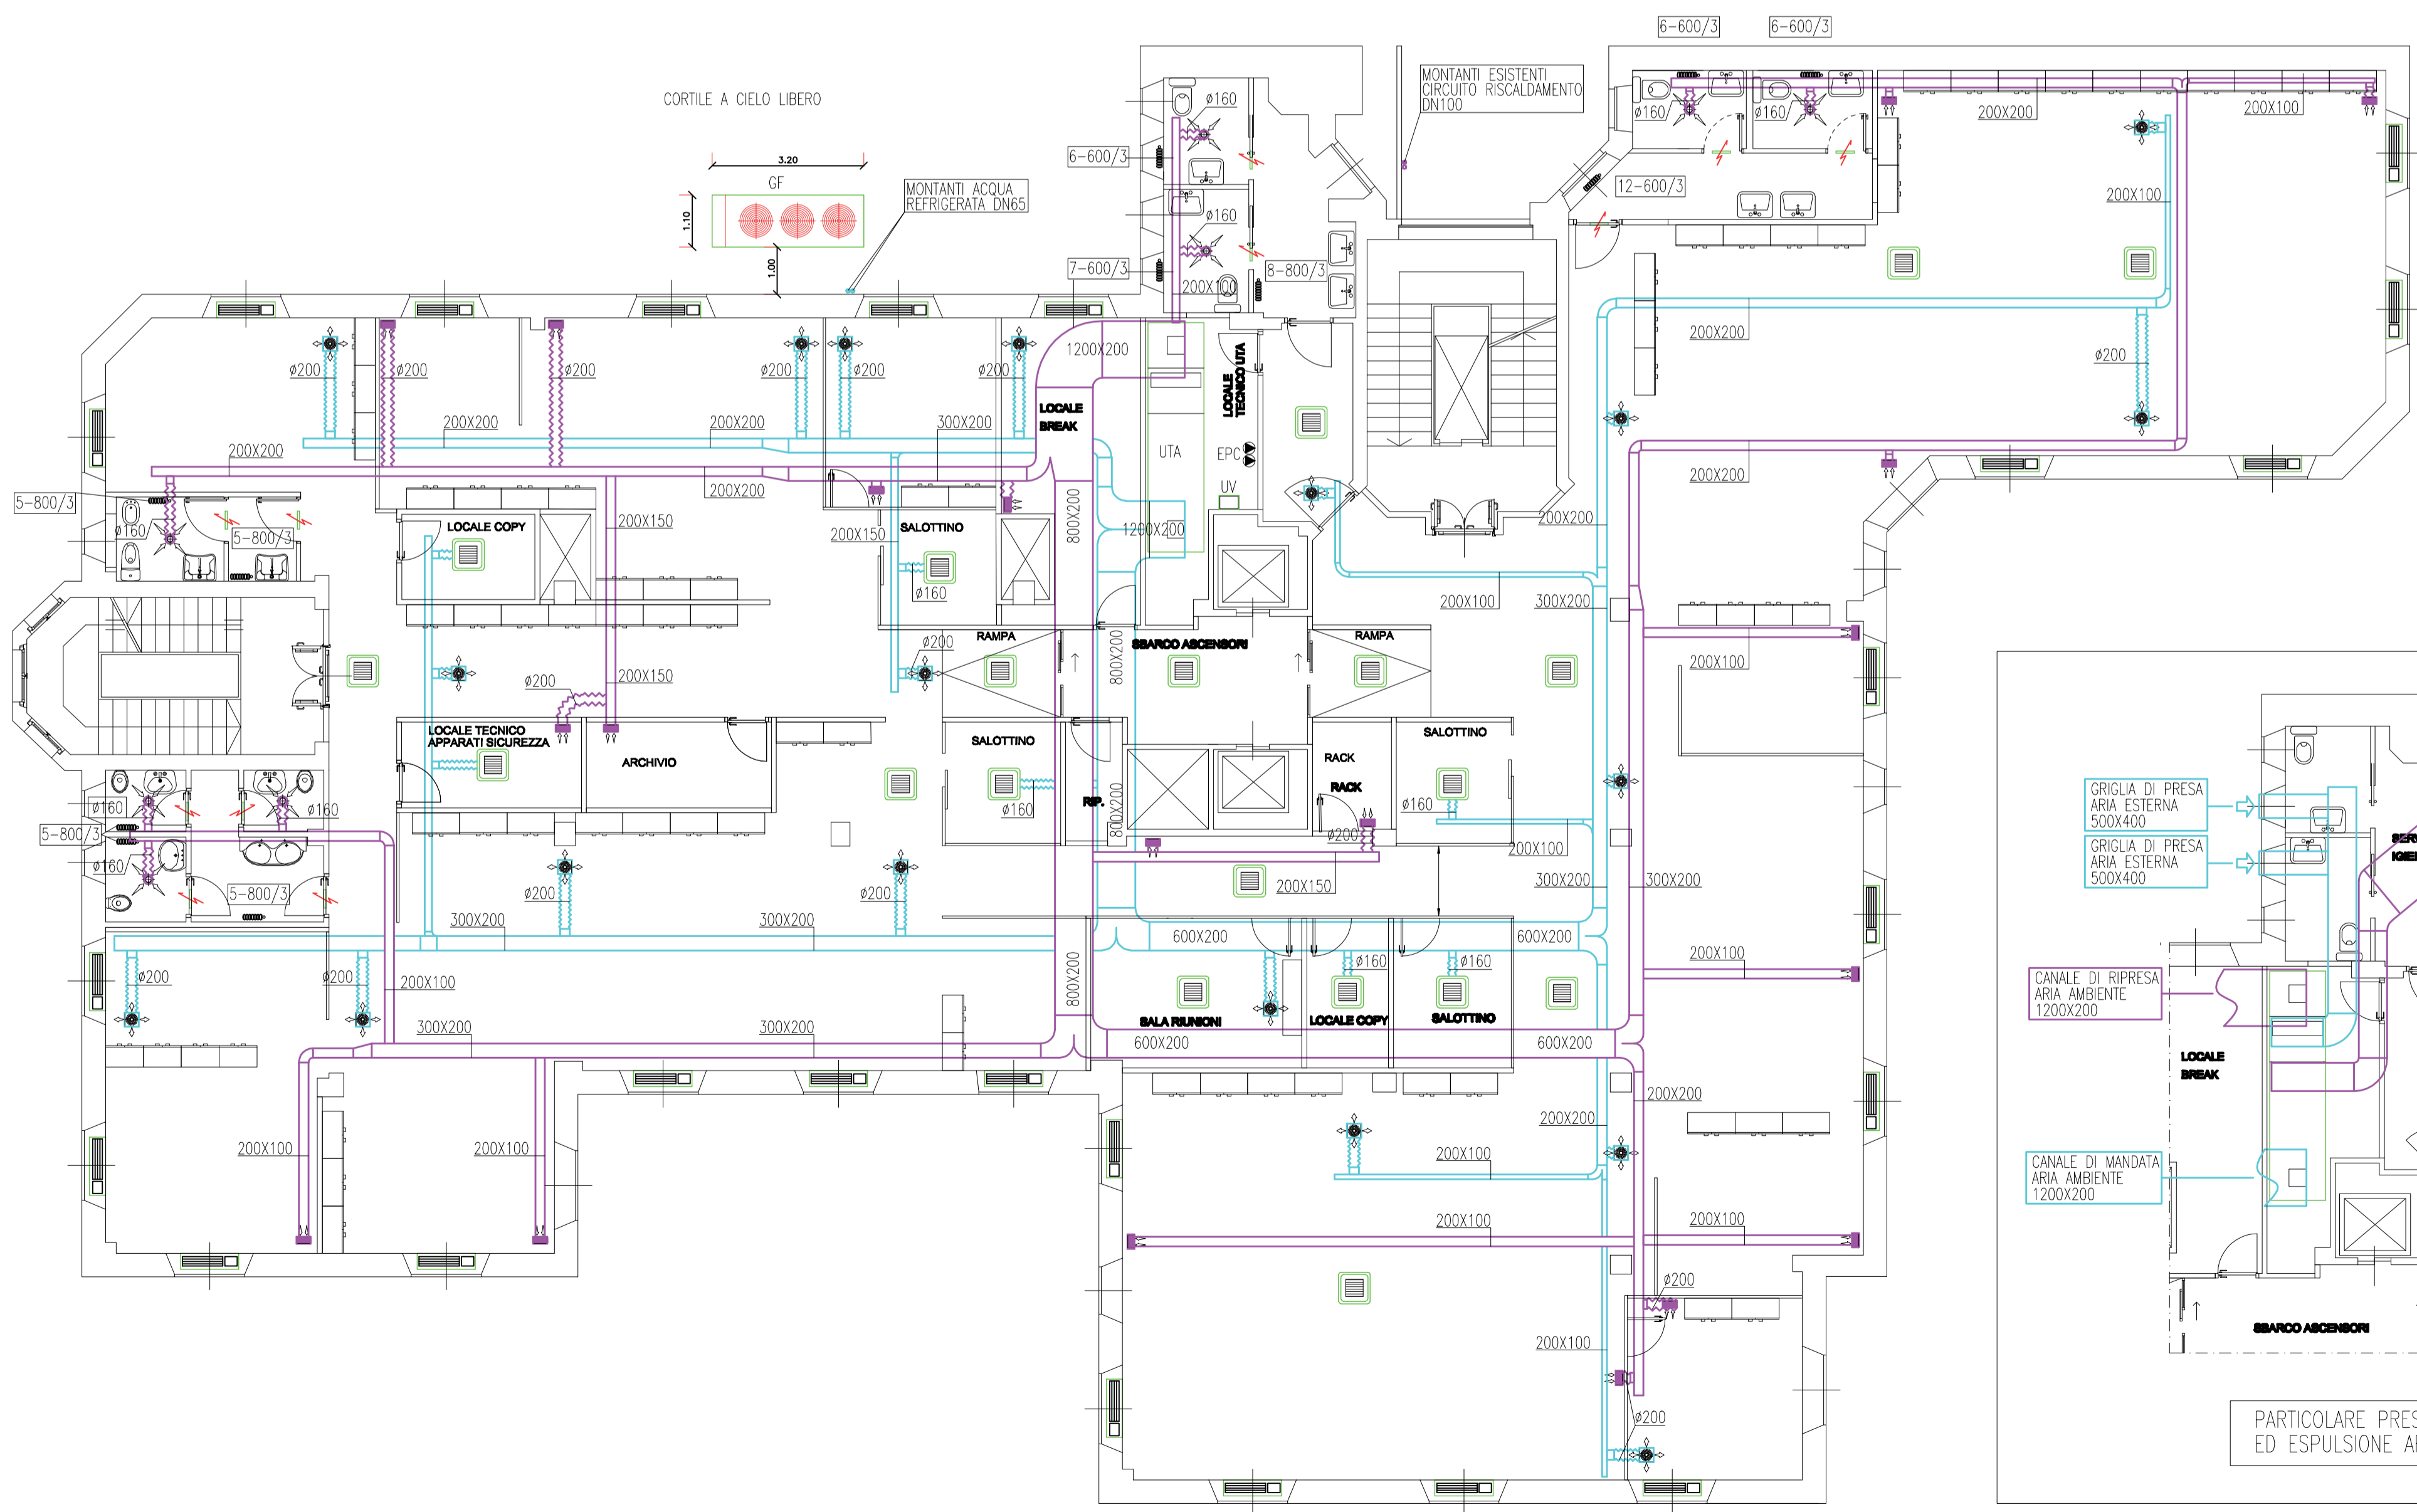 6-600/3
6-600/3
CORTILE A CIELO LIBERO
3.20
GF
1.10
1.00
MONTANTI ACQUA
REFRIGERATA DN65
MONTANTI ESISTENTI
CIRCUITO RISCALDAMENTO
DN100
ø160
6-600/3
ø160
7-600/3
200X100
8-800/3
ø160
ø160
200X200
200X100
12-600/3
200X100
200X200
ø200
ø200
ø200
ø200
ø200
ø200
ø200
1200X200
LOCALE
BREAK
LOCALE
TECNICO UTA
UTA
EPC
UV
200X200
200X200
300X200
200X200
200X200
200X200
5-800/3
ø160
5-800/3
LOCALE COPY
200X150
200X150
SALOTTINO
ø160
800X200
1200X200
200X200
200X100
300X200
200X100
RAMPA
SBARCO ASCENSORI
RAMPA
ø200
800X200
ø200
200X150
LOCALE TECNICO
APPARATI SICUREZZA
ARCHIVIO
SALOTTINO
ø160
RIP.
800X200
RACK
RACK
SALOTTINO
ø160
ø200
200X100
ø160
ø160
5-800/3
ø160
5-800/3
ø200
ø200
200X150
300X200
300X200
300X200
300X200
600X200
600X200
ø200
ø200
200X100
800X200
ø160
ø160
200X100
SALA RIUNIONI
LOCALE COPY
SALOTTINO
300X200
300X200
600X200
600X200
200X200
200X200
200X100
200X100
200X100
200X100
200X100
ø200
200X100
ø200
GRIGLIA DI PRESA
ARIA ESTERNA
500X400
GRIGLIA DI PRESA
ARIA ESTERNA
500X400
CANALE DI RIPRESA
ARIA AMBIENTE
1200X200
LOCALE
BREAK
CANALE DI MANDATA
ARIA AMBIENTE
1200X200
SBARCO ASCENSORI
PARTICOLARE PRES
ED ESPULSIONE